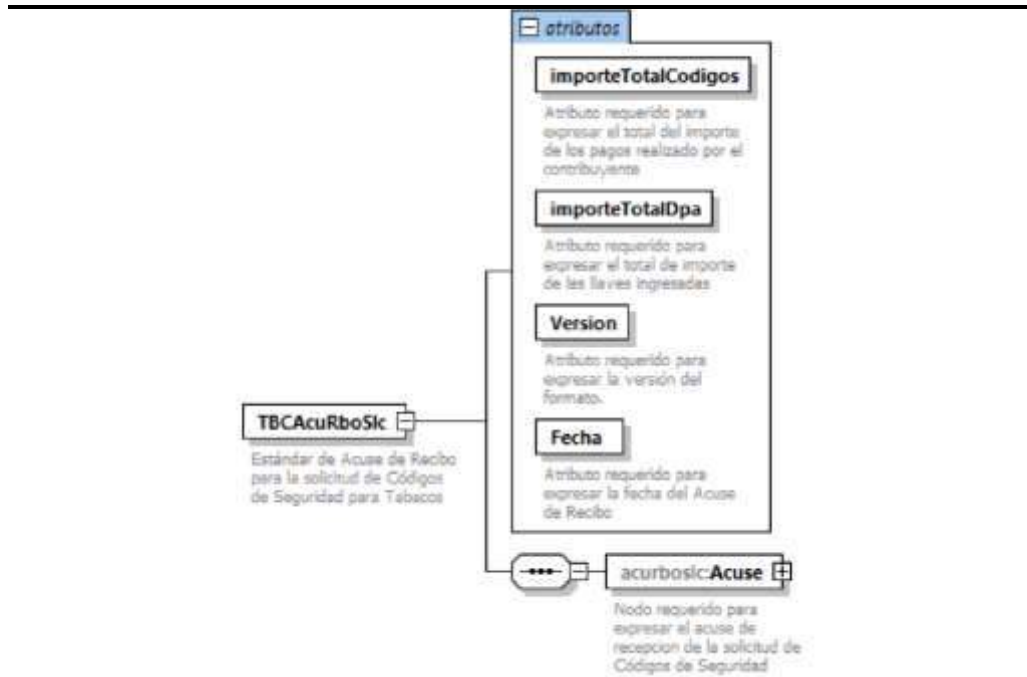 atributos
importeTotalCodigos
Atributo requerido para
expresar el total del importe
de los pagos realizado por el
contribuyente
importeTotalDpa
Atributo requerido para
expresar el total de importe
de les llaves ingresadas
Version
Atributo requerido para
expresar la versión del
formato.
Fecha
Atributo requerido para
expresar la fecha del Acuse
de Recibo
TBCAcuRboSlc
Estándar de Acuse de Recibo
para la solicitud de Códigos
de Seguridad para Tabacos
acurboslc:Acuse
Nodo requerido para
expresar el acuse de
recepcion de la solicitud de
Códigos de Seguridad